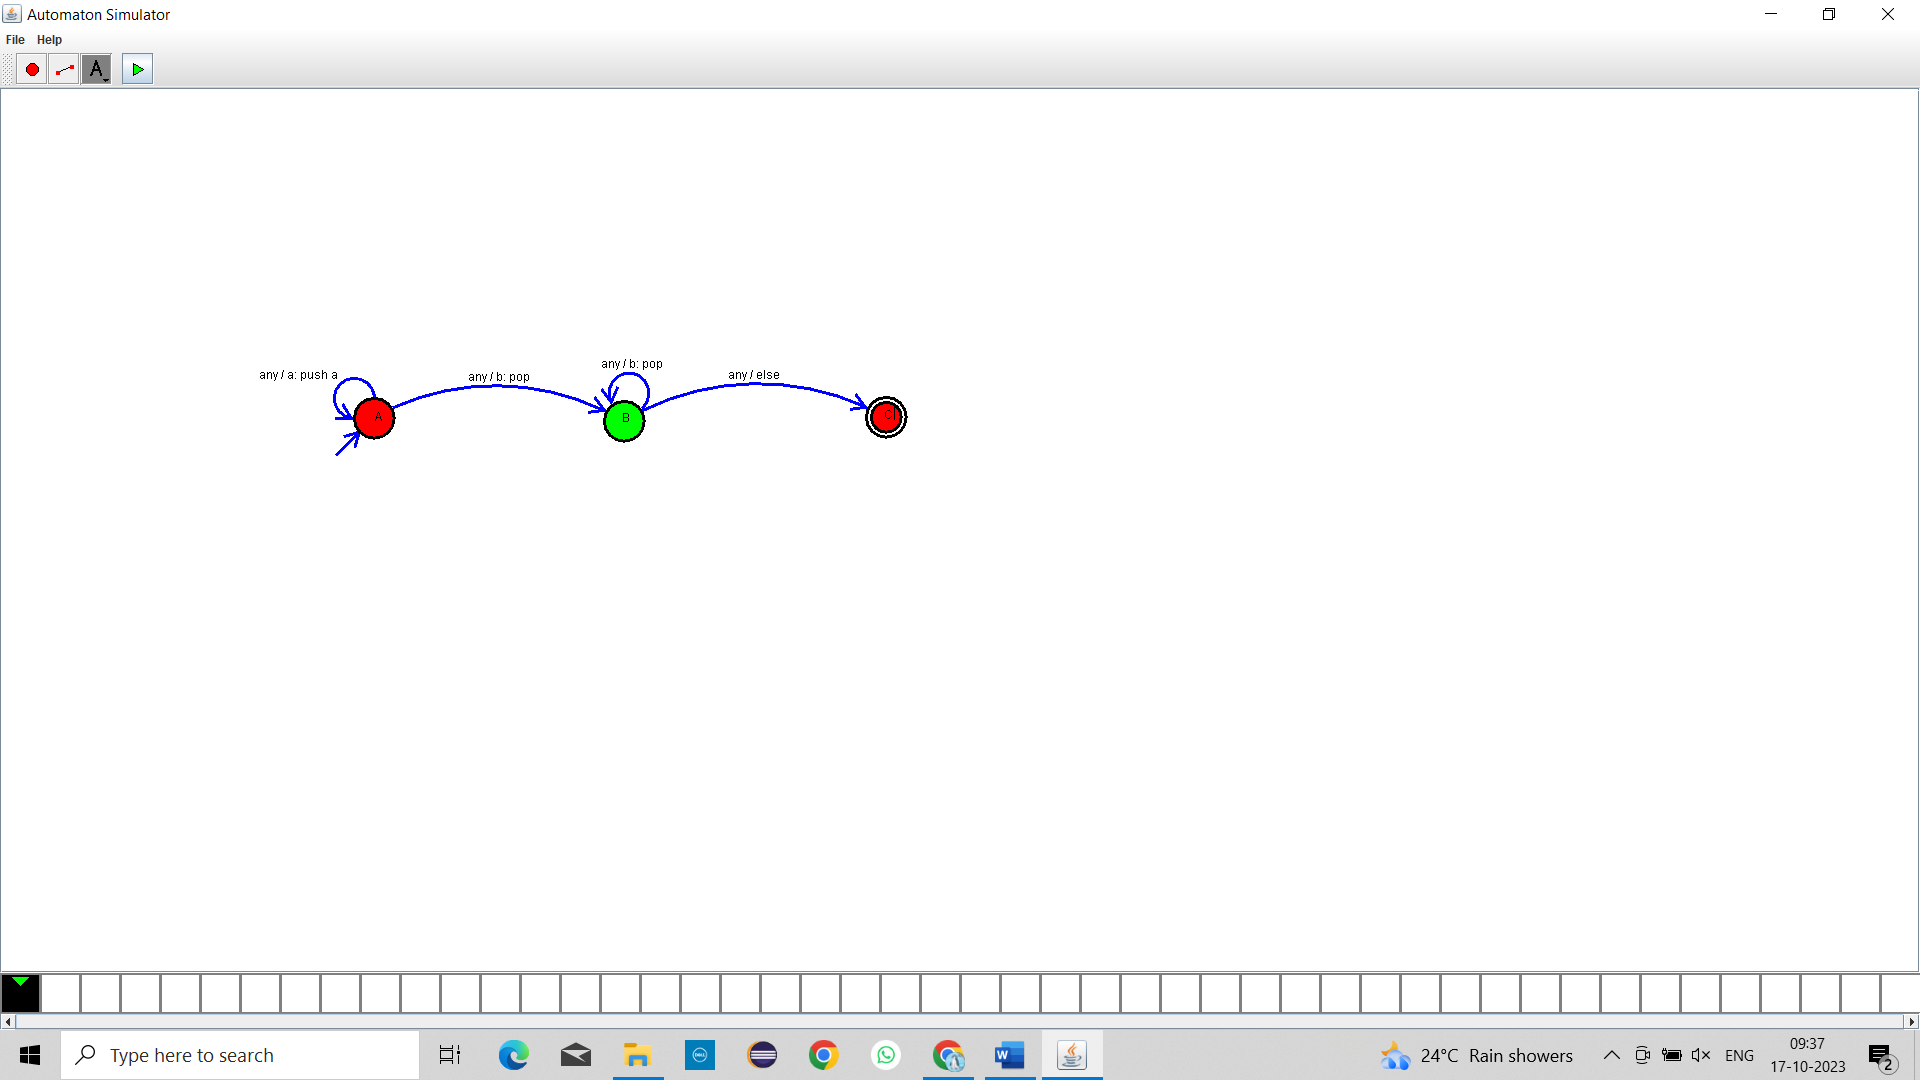 Automaton Simulator
File Help
A
any / a: push a
any / b: pop
any / b: pop
any / else
A
B
C
Type here to search
DELL
W
24°C Rain showers
ENG
09:37
17-10-2023
2